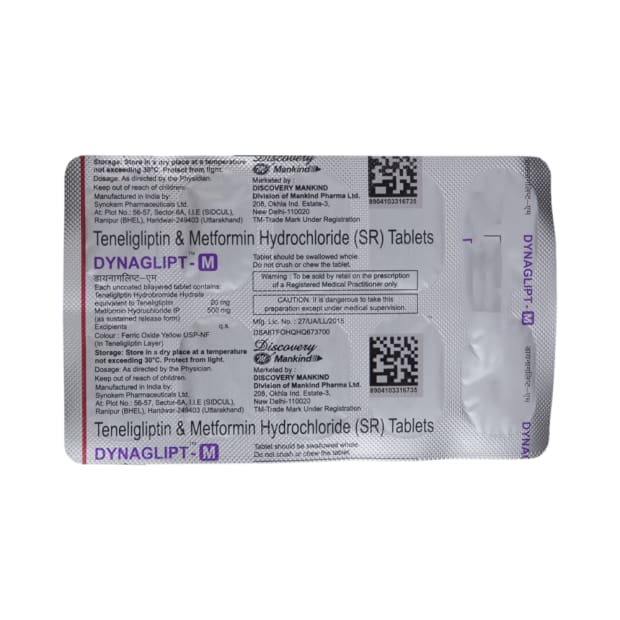 Storage: Store in a dry place at a temperature
not exceeding 30°C. Protect from light.
Dosage: As directed by the Physician.
Keep out of reach of children.
Manufactured in India by:
Synokem Pharmaceuticals Ltd.
At: Plot No.: 56-57, Sector-6A, I.I.E (SIDCUL),
Ranipur (BHEL), Haridwar-249403 (Uttarakhand)
Discovery
Mankind
Marketed by :
DISCOVERY MANKIND
Division of Mankind Pharma Ltd.
208, Okhla Ind. Estate-3,
New Delhi-110020
TM-Trade Mark Under Registration
8904103316735
Teneligliptin & Metformin Hydrochloride (SR) Tablets
DYNAGLIPT-M
TM
डायनाग्लिप्ट-एम
Tablet should be swallowed whole.
Do not crush or chew the tablet.
Each uncoated bilayered tablet contains:
Teneligliptin Hydrobromide Hydrate
equivalent to Teneligliptin 20 mg
Metformin Hydrochloride IP 500 mg
(as sustained release form)
Excipients q.s.
Colour : Ferric Oxide Yellow USP-NF
(In Teneligliptin Layer)
Warning : To be sold by retail on the prescription
of a Registered Medical Practitioner only.
CAUTION: It is dangerous to take this
preparation except under medical supervision.
Mfg. Lic. No. : 27/UA/LL/2015
Storage: Store in a dry place at a temperature
not exceeding 30°C. Protect from light.
Dosage: As directed by the Physician.
Keep out of reach of children.
Manufactured in India by:
Synokem Pharmaceuticals Ltd.
At: Plot No.: 56-57, Sector-6A, I.I.E (SIDCUL),
Ranipur (BHEL), Haridwar-249403 (Uttarakhand)
Discovery
Mankind
Marketed by :
DISCOVERY MANKIND
Division of Mankind Pharma Ltd.
208, Okhla Ind. Estate-3,
New Delhi-110020
TM-Trade Mark Under Registration
8904103316735
Teneligliptin & Metformin Hydrochloride (SR) Tablets
DYNAGLIPT-M
TM
Tablet should be swallowed whole.
Do not crush or chew the tablet.
DYNAGLIPT-M
DYNA